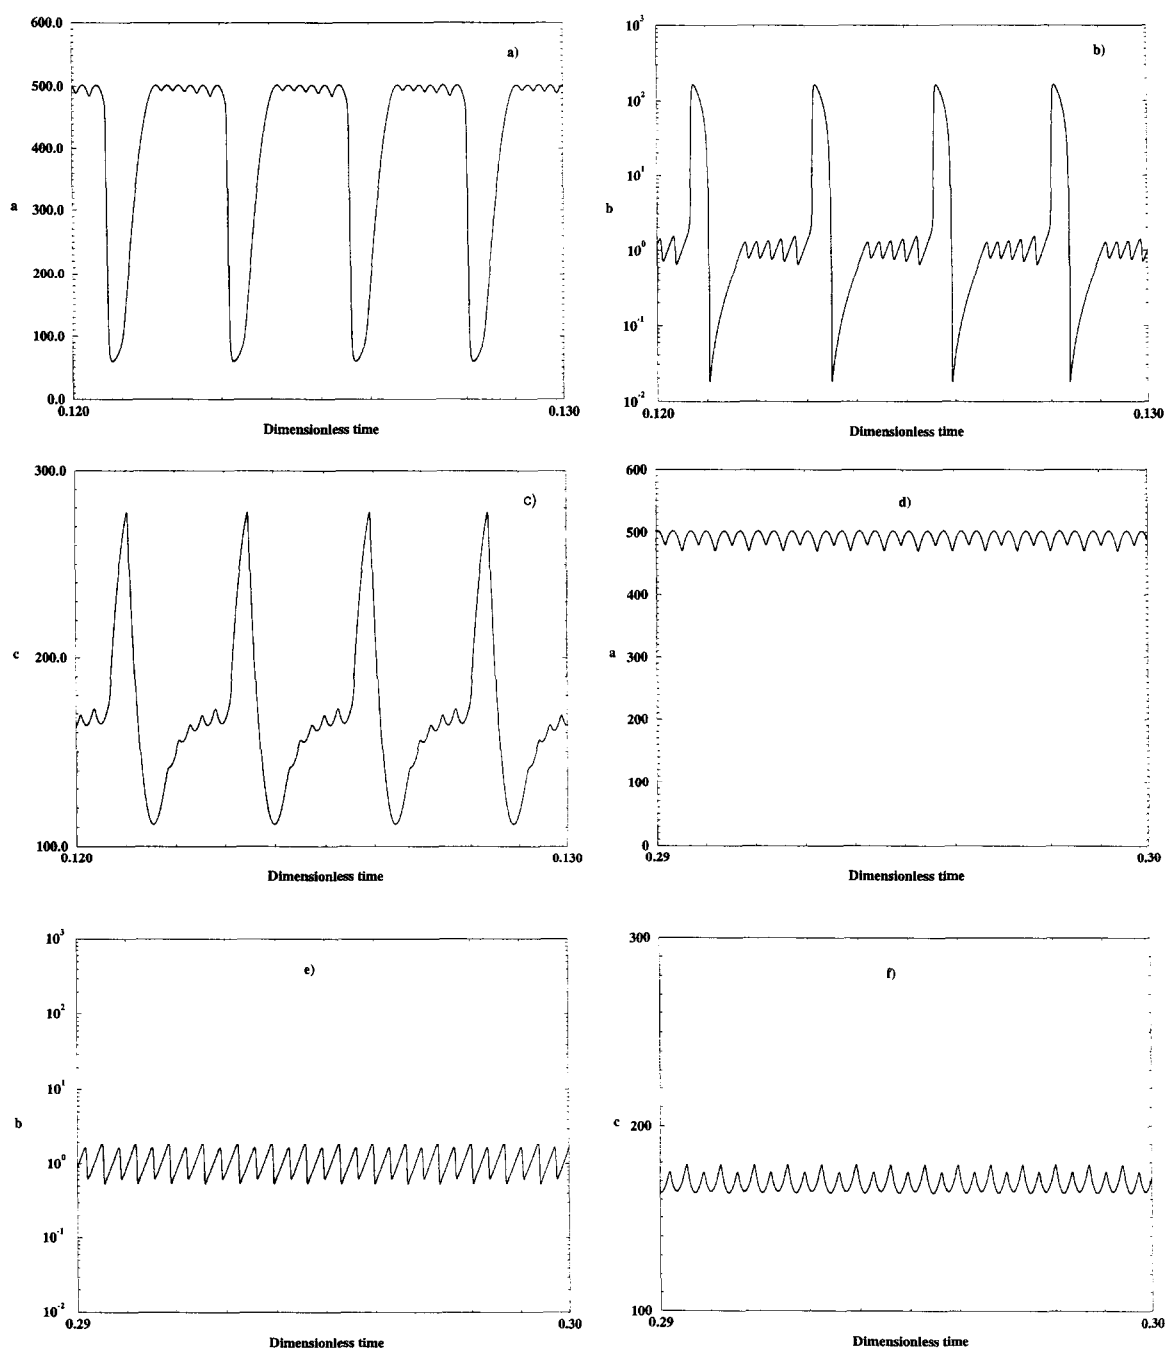 600.0
a)
500.0
400.0
a
300.0
200.0
100.0
0.0
0.120
0.130
Dimensionless time
10³
b)
10²
10¹
b
10⁰
10⁻¹
10⁻²
0.120
0.130
Dimensionless time
300.0
c)
c
200.0
100.0
0.120
0.130
Dimensionless time
600
d)
500
400
a
300
200
100
0
0.29
0.30
Dimensionless time
10³
e)
10²
10¹
b
10⁰
10⁻¹
10⁻²
0.29
0.30
Dimensionless time
300
f)
c
200
100
0.29
0.30
Dimensionless time